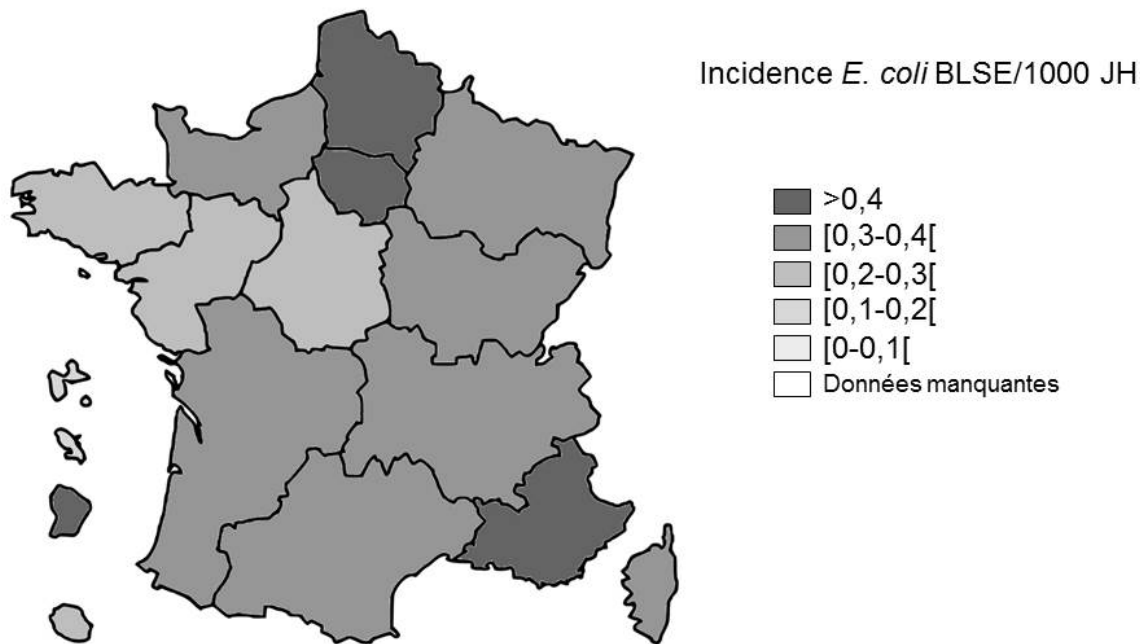 Incidence E. coli BLSE/1000 JH
>0,4
[0,3-0,4[
[0,2-0,3[
[0,1-0,2[
[0-0,1[
Données manquantes